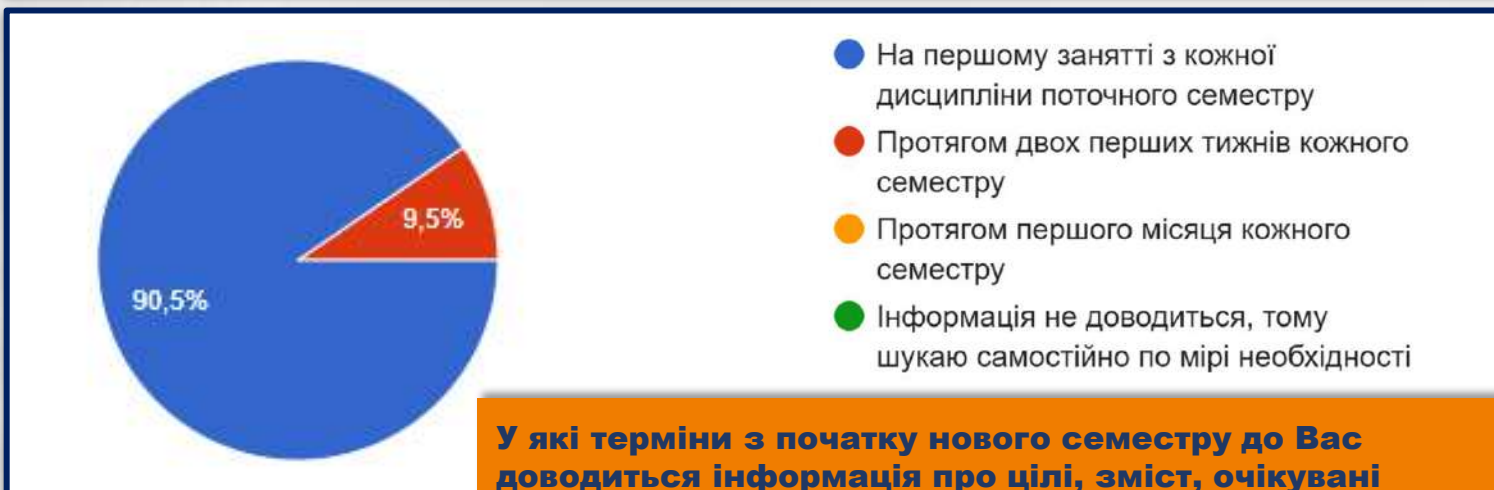 90,5%
9,5%
На першому занятті з кожної
дисципліни поточного семестру
Протягом двох перших тижнів кожного
семестру
Протягом першого місяця кожного
семестру
Інформація не доводиться, тому
шукаю самостійно по мірі необхідності
У які терміни з початку нового семестру до Вас
доводиться інформація про цілі, зміст, очікувані